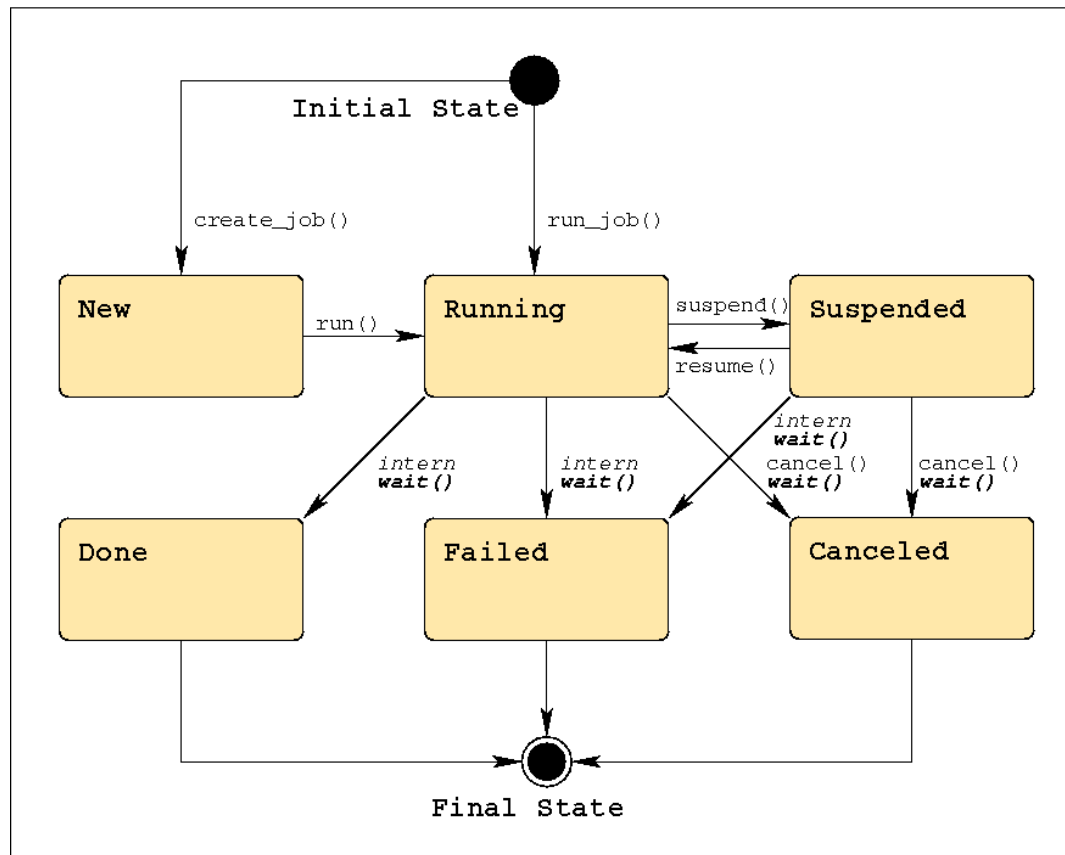 Initial State
create_job()
run_job()
New
Running
Suspended
run()
suspend()
resume()
intern
wait()
intern
wait()
intern
wait()
cancel()
wait()
cancel()
wait()
Done
Failed
Canceled
Final State